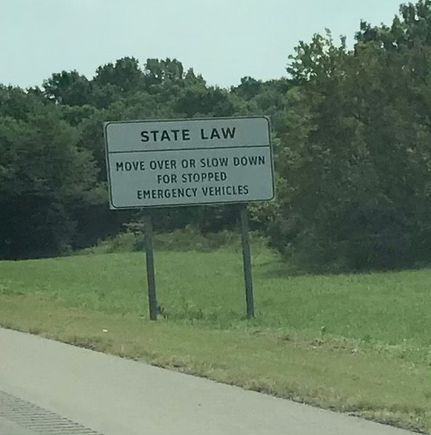 STATE LAW
MOVE OVER OR SLOW DOWN
FOR STOPPED
EMERGENCY VEHICLES